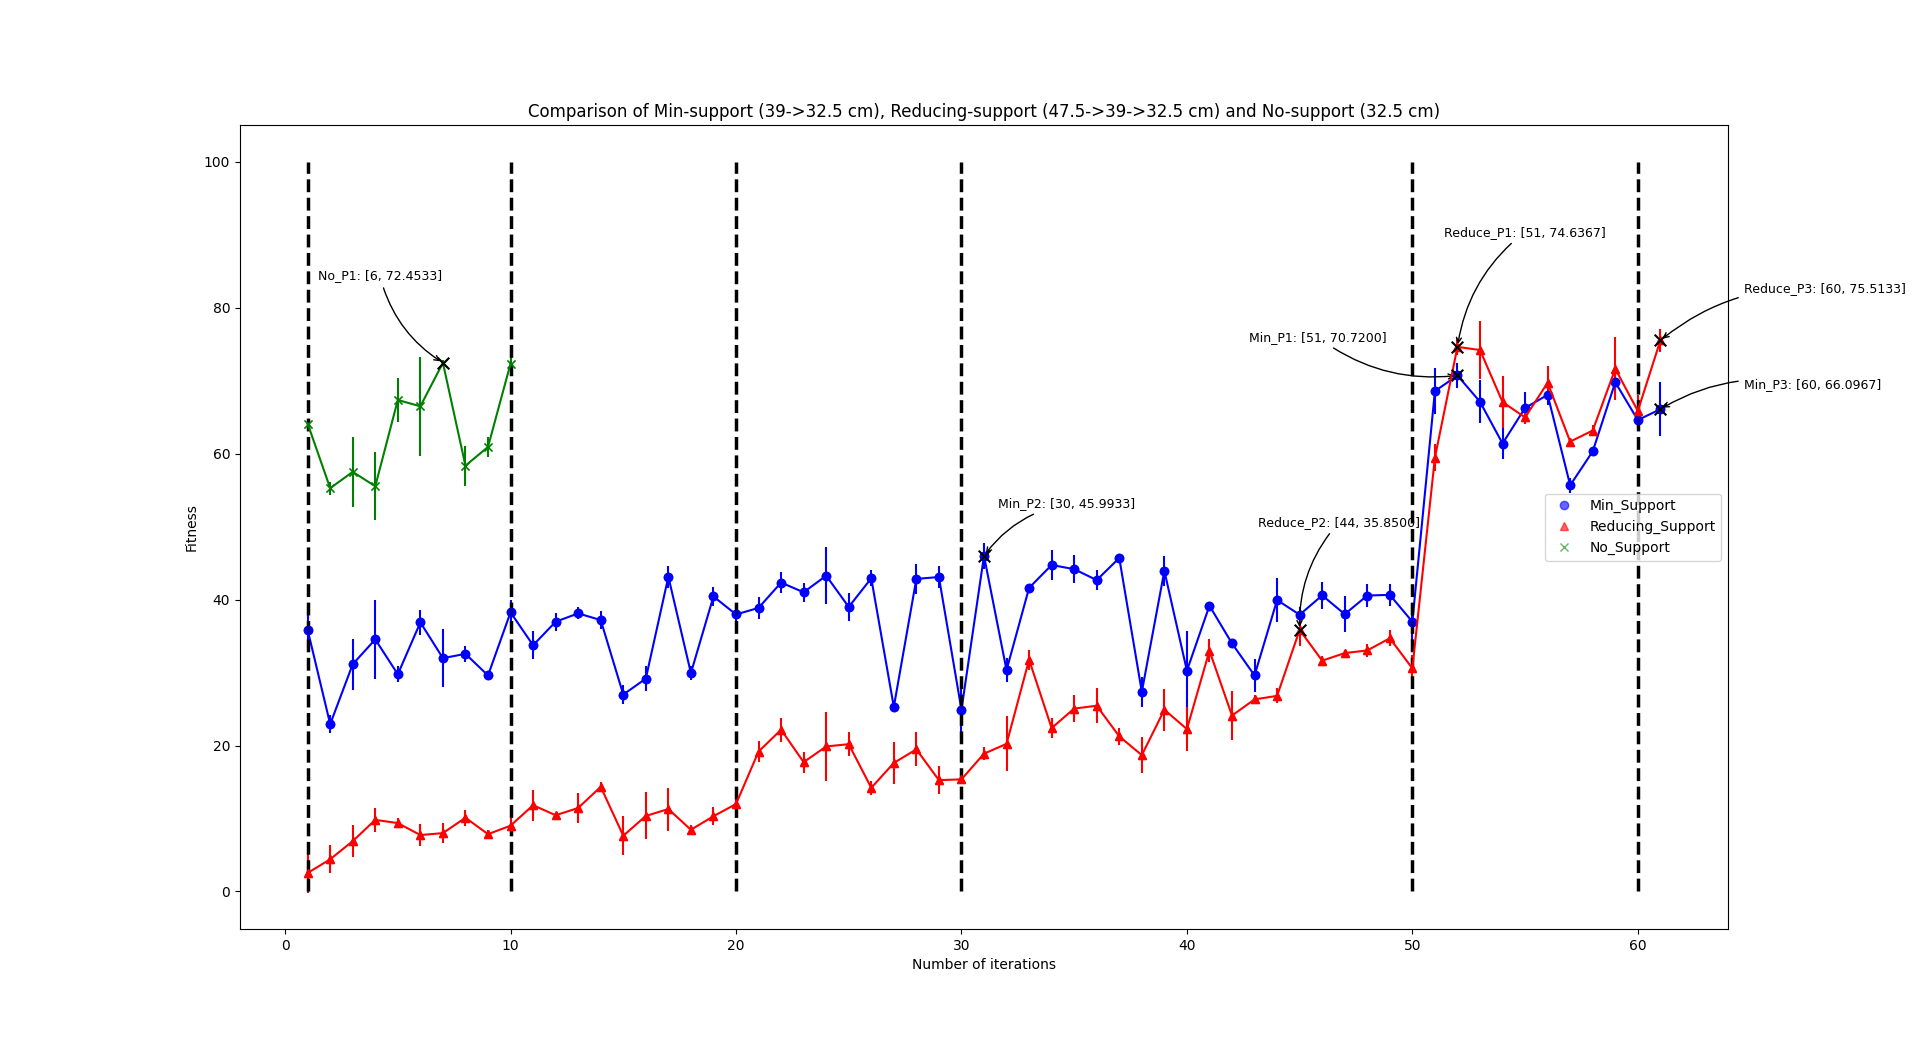 Comparison of Min-support (39->32.5 cm), Reducing-support (47.5->39->32.5 cm) and No-support (32.5 cm)
100
80
60
40
20
0
Fitness
No_P1: [6, 72.4533]
Reduce_P1: [51, 74.6367]
Reduce_P3: [60, 75.5133]
Min_P1: [51, 70.7200]
Min_P3: [60, 66.0967]
Min_P2: [30, 45.9933]
Reduce_P2: [44, 35.8500]
Min_Support
Reducing_Support
No_Support
0 10 20 30 40 50 60
Number of iterations